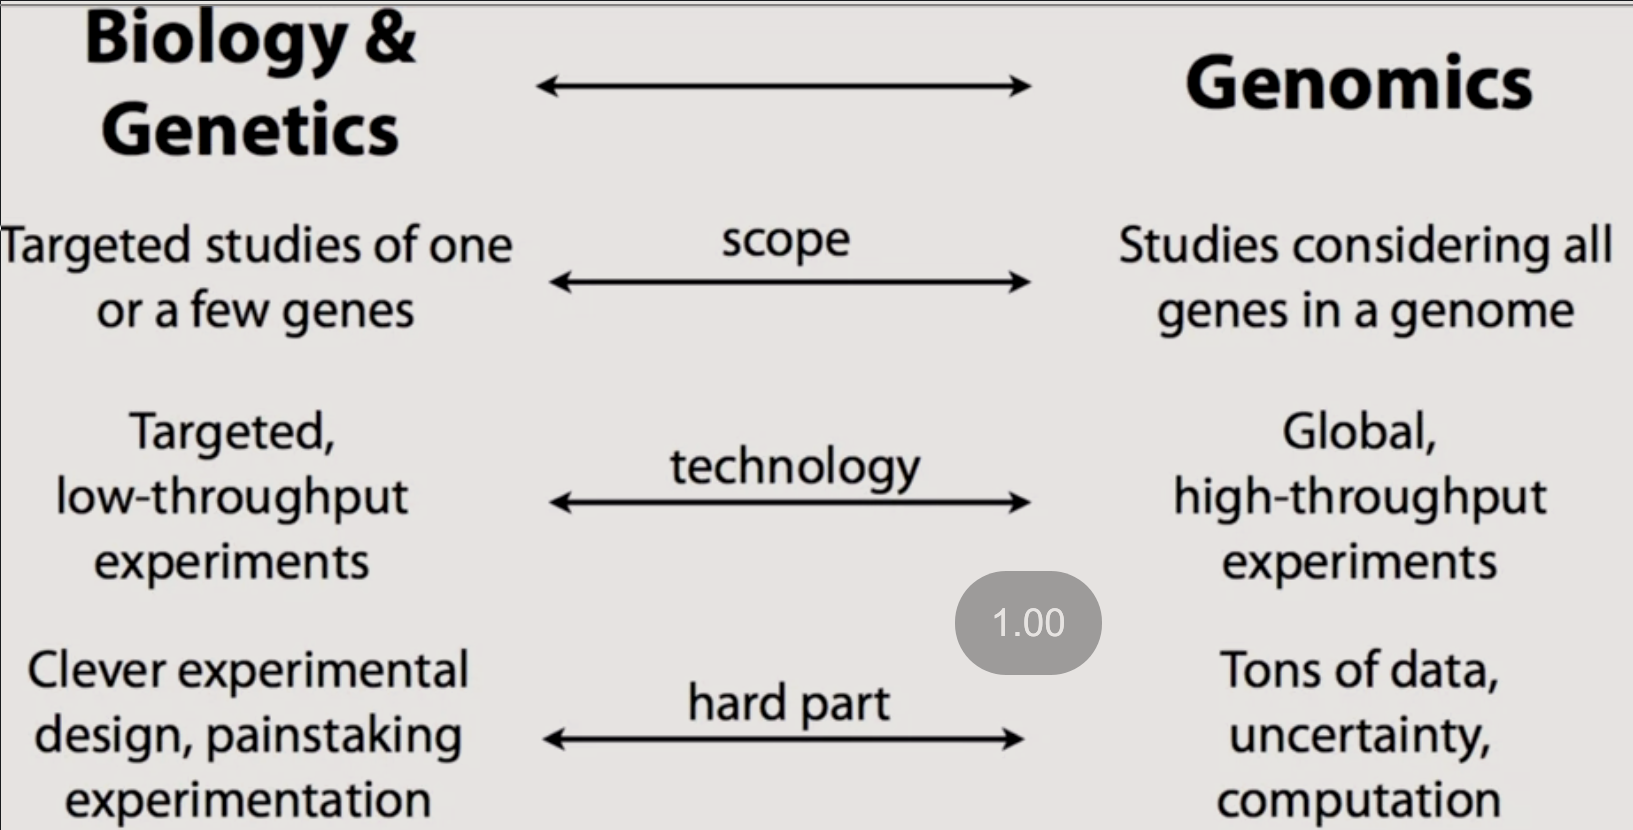 Biology &
Genetics
Genomics
Targeted studies of one
or a few genes
scope
Studies considering all
genes in a genome
Targeted,
low-throughput
experiments
technology
Global,
high-throughput
experiments
1.00
Clever experimental
design, painstaking
experimentation
hard part
Tons of data,
uncertainty,
computation